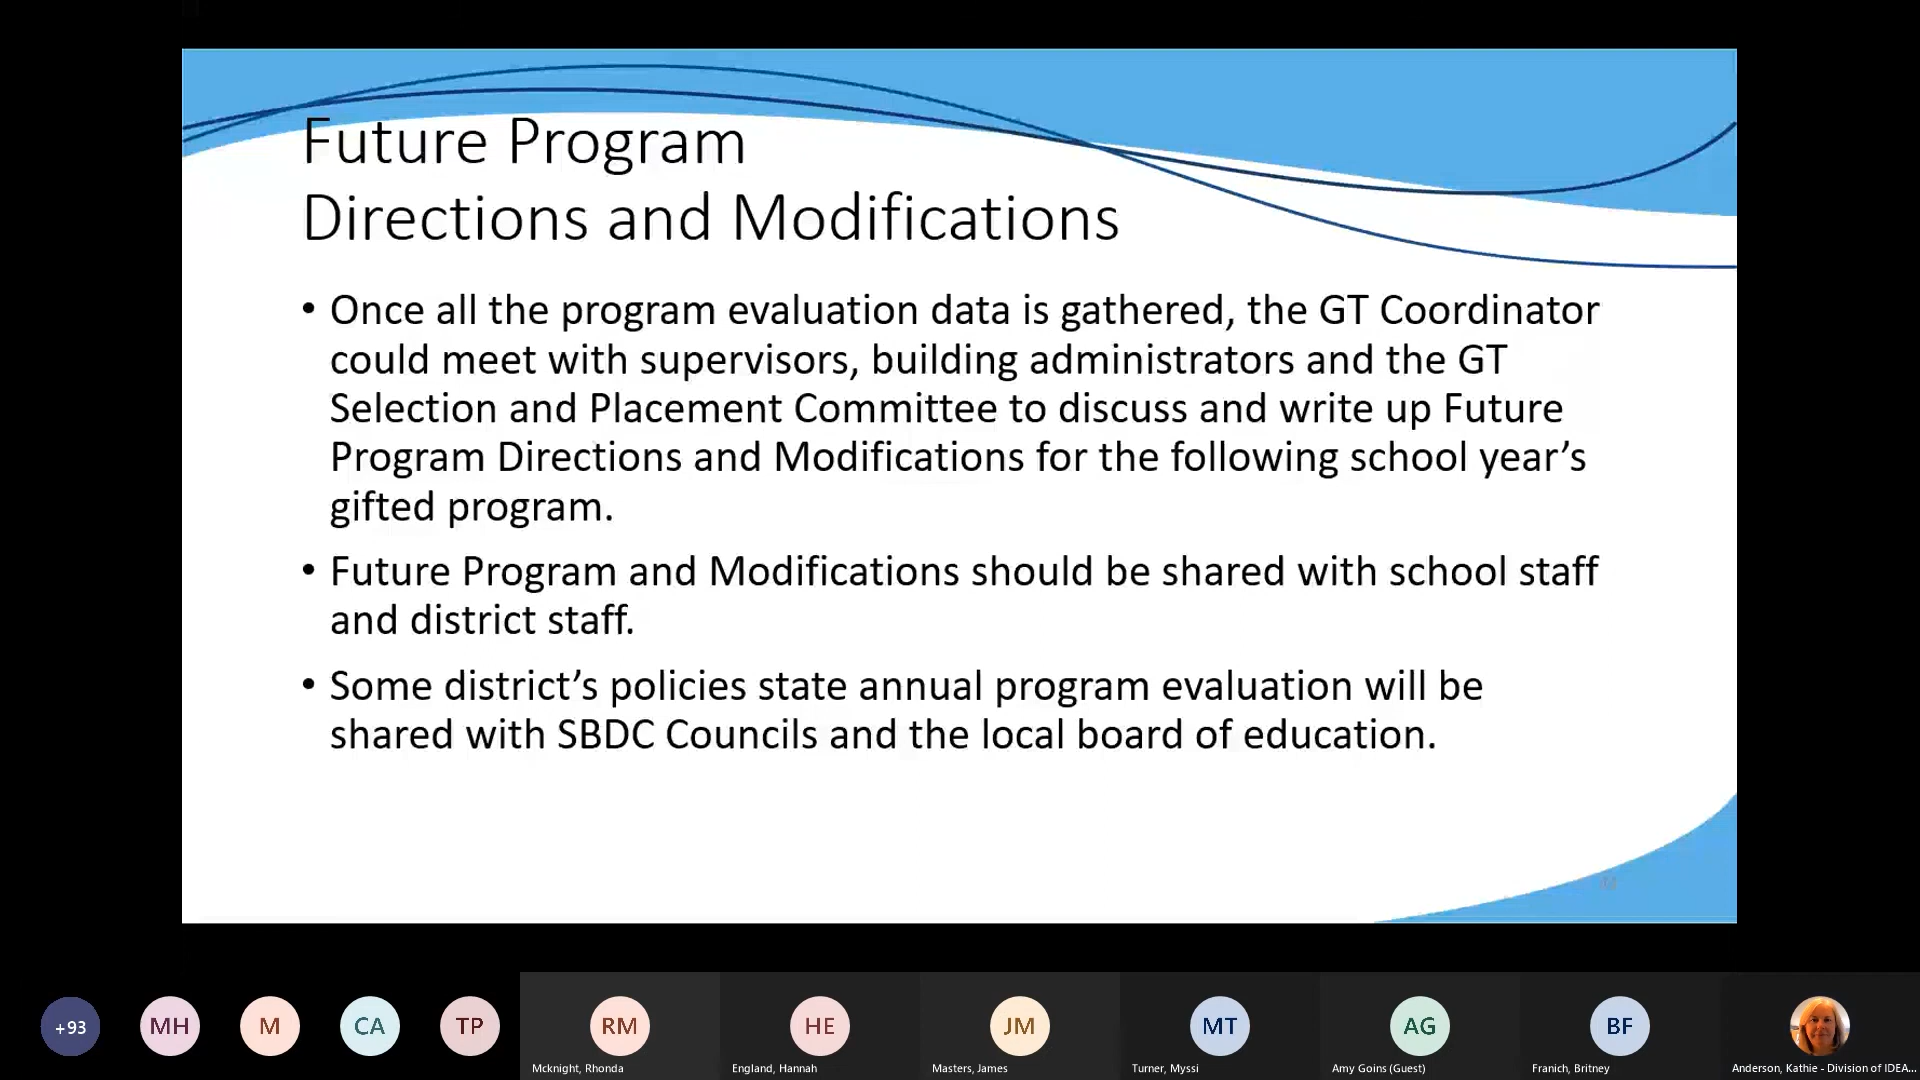 Future Program
Directions and Modifications
• Once all the program evaluation data is gathered, the GT Coordinator
could meet with supervisors, building administrators and the GT
Selection and Placement Committee to discuss and write up Future
Program Directions and Modifications for the following school year’s
gifted program.
• Future Program and Modifications should be shared with school staff
and district staff.
• Some district’s policies state annual program evaluation will be
shared with SBDC Councils and the local board of education.
+93
MH
M
CA
TP
RM
HE
JM
MT
AG
BF
Mcknight, Rhonda
England, Hannah
Masters, James
Turner, Myssi
Amy Goins (Guest)
Franich, Britney
Anderson, Kathie - Division of IDEA...